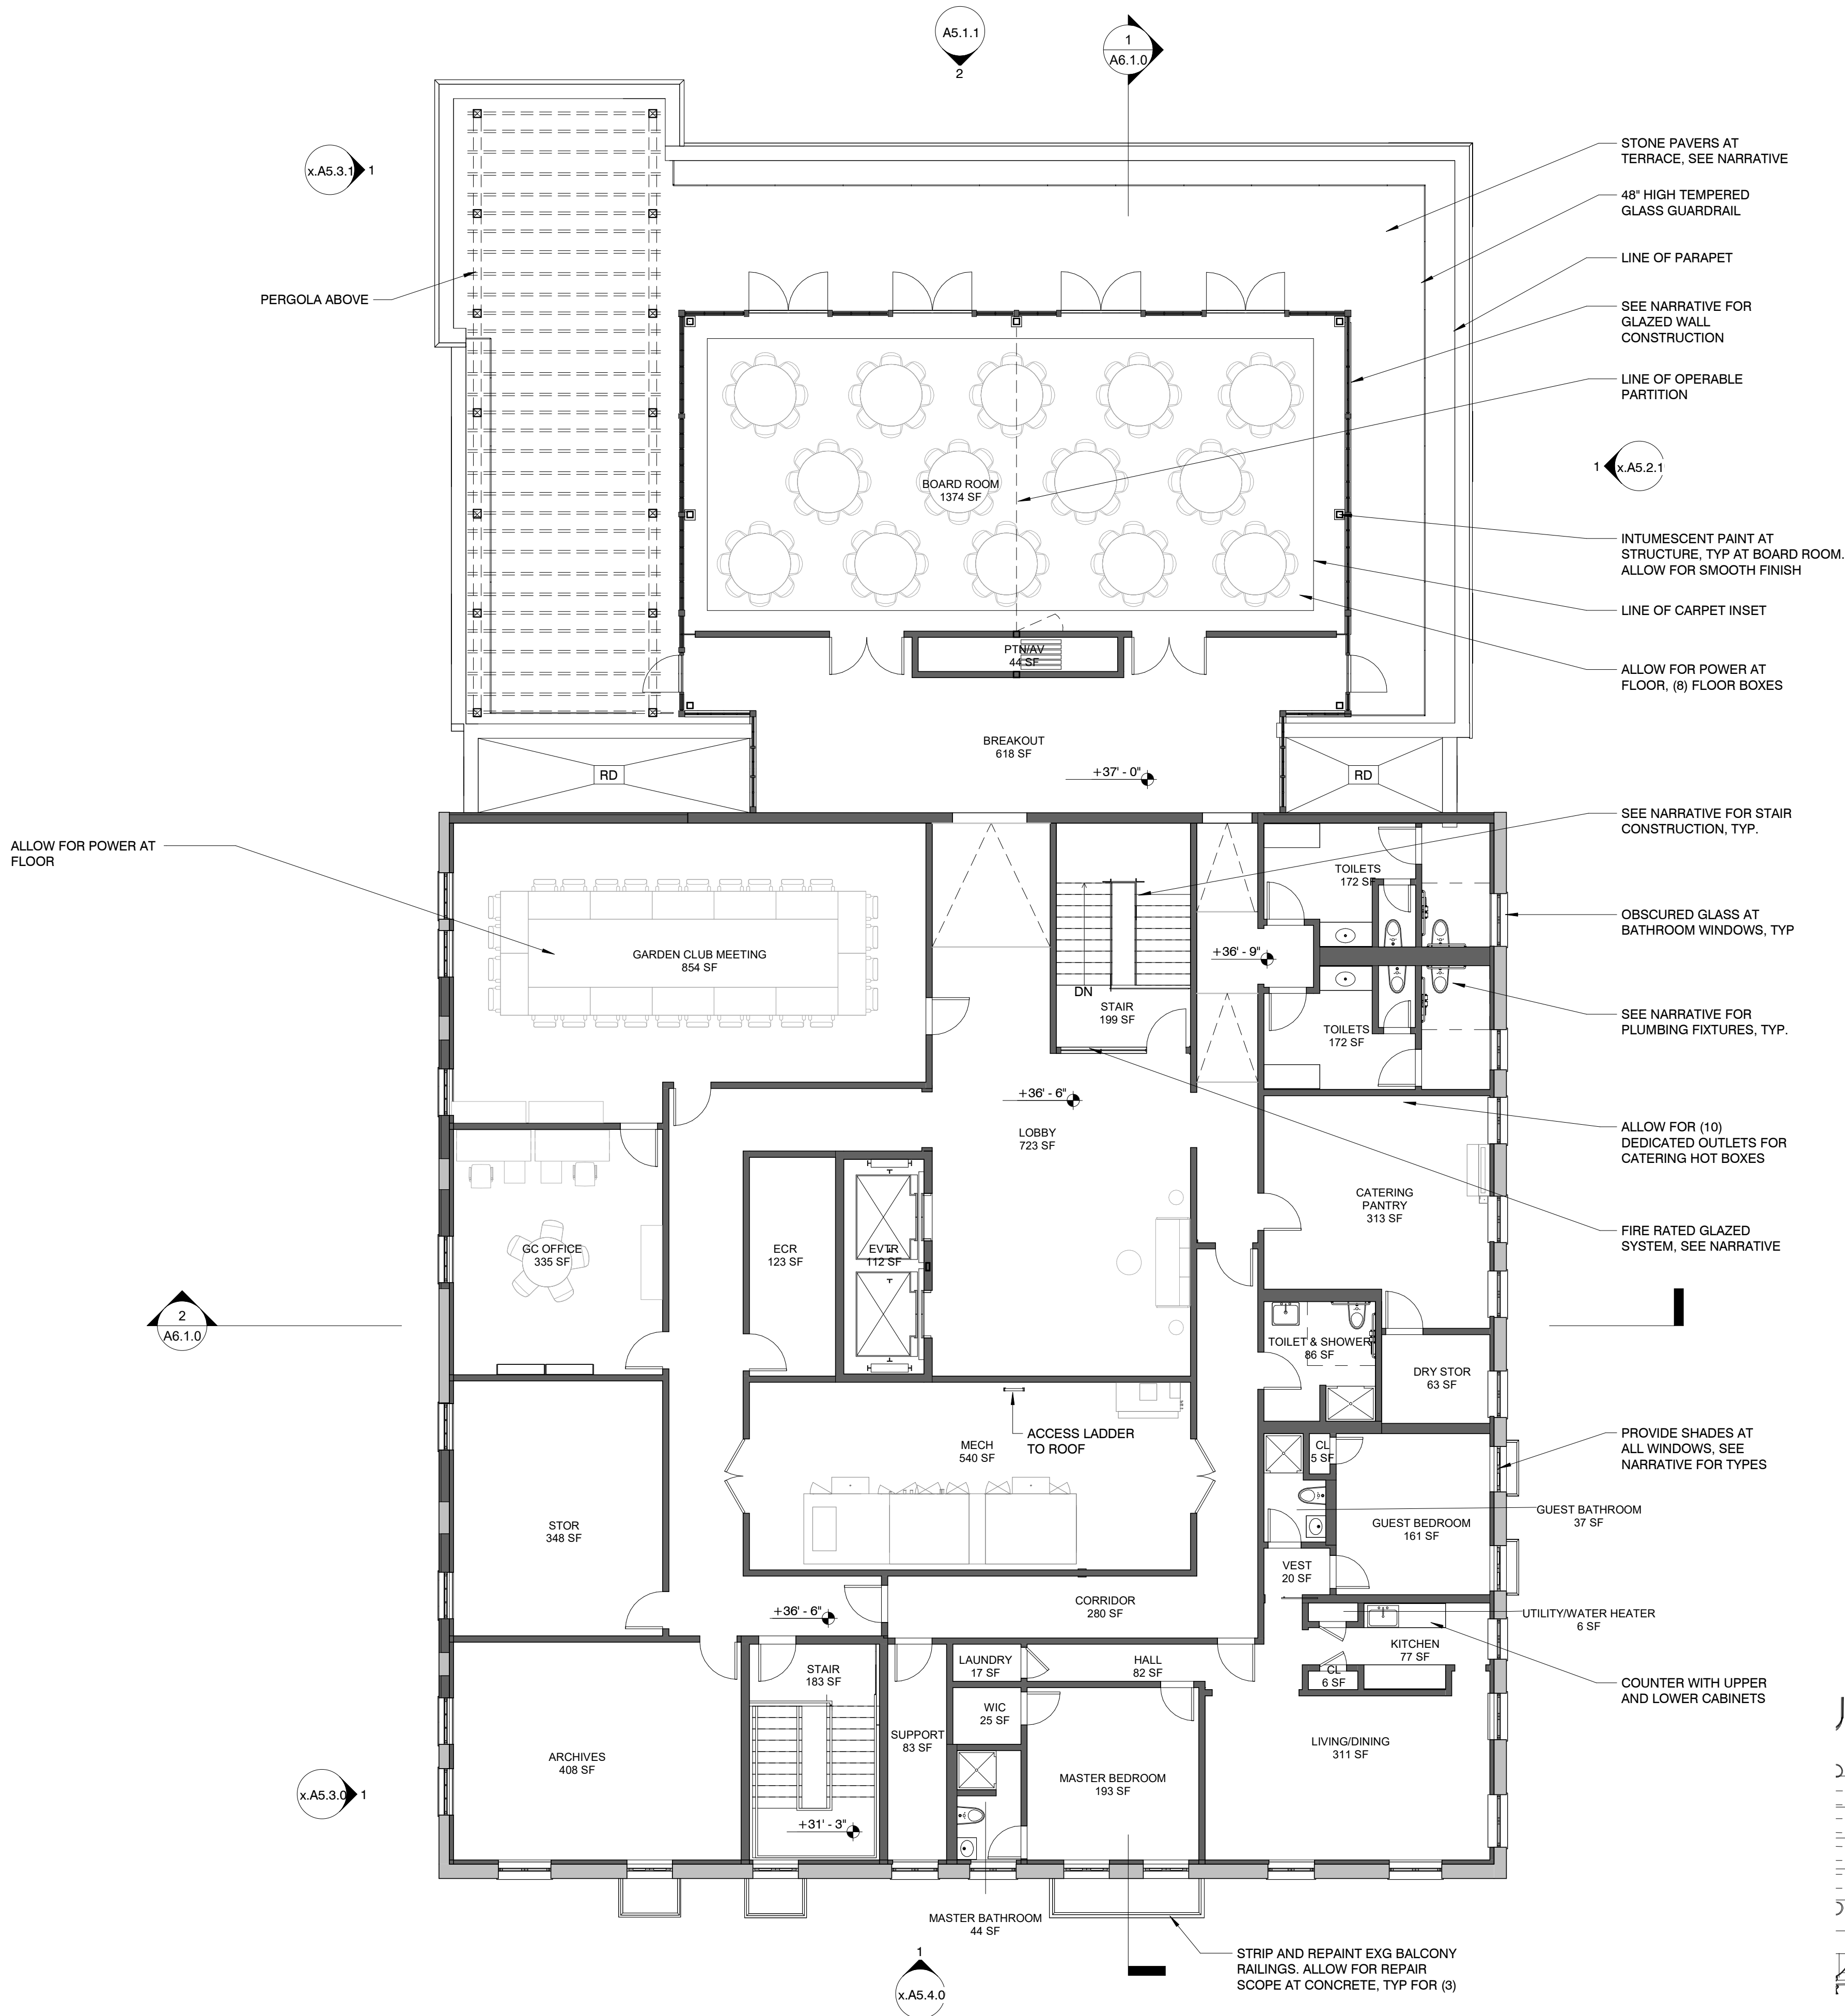 A5.1.1
2
1
A6.1.0
x.A5.3.1
1
STONE PAVERS AT
TERRACE, SEE NARRATIVE
48" HIGH TEMPERED
GLASS GUARDRAIL
LINE OF PARAPET
PERGOLA ABOVE
SEE NARRATIVE FOR
GLAZED WALL
CONSTRUCTION
LINE OF OPERABLE
PARTITION
1
x.A5.2.1
BOARD ROOM
1374 SF
INTUMESCENT PAINT AT
STRUCTURE, TYP AT BOARD ROOM.
ALLOW FOR SMOOTH FINISH
LINE OF CARPET INSET
PTN/AV
44 SF
ALLOW FOR POWER AT
FLOOR, (8) FLOOR BOXES
BREAKOUT
618 SF
+37' - 0"
RD
RD
SEE NARRATIVE FOR STAIR
CONSTRUCTION, TYP.
ALLOW FOR POWER AT
FLOOR
TOILETS
172 SF
OBSCURED GLASS AT
BATHROOM WINDOWS, TYP
GARDEN CLUB MEETING
854 SF
+36' - 9"
DN
STAIR
199 SF
SEE NARRATIVE FOR
PLUMBING FIXTURES, TYP.
TOILETS
172 SF
+36' - 6"
LOBBY
723 SF
ALLOW FOR (10)
DEDICATED OUTLETS FOR
CATERING HOT BOXES
CATERING
PANTRY
313 SF
FIRE RATED GLAZED
SYSTEM, SEE NARRATIVE
GC OFFICE
335 SF
ECR
123 SF
EVTR
112 SF
2
A6.1.0
TOILET & SHOWER
86 SF
DRY STOR
63 SF
ACCESS LADDER
TO ROOF
MECH
540 SF
CL
5 SF
PROVIDE SHADES AT
ALL WINDOWS, SEE
NARRATIVE FOR TYPES
GUEST BATHROOM
37 SF
GUEST BEDROOM
161 SF
STOR
348 SF
VEST
20 SF
CORRIDOR
280 SF
+36' - 6"
UTILITY/WATER HEATER
6 SF
KITCHEN
77 SF
LAUNDRY
17 SF
HALL
82 SF
STAIR
183 SF
CL
6 SF
COUNTER WITH UPPER
AND LOWER CABINETS
WIC
25 SF
SUPPORT
83 SF
LIVING/DINING
311 SF
ARCHIVES
408 SF
MASTER BEDROOM
193 SF
x.A5.3.0
1
+31' - 3"
MASTER BATHROOM
44 SF
STRIP AND REPAINT EXG BALCONY
RAILINGS. ALLOW FOR REPAIR
SCOPE AT CONCRETE, TYP FOR (3)
1
x.A5.4.0